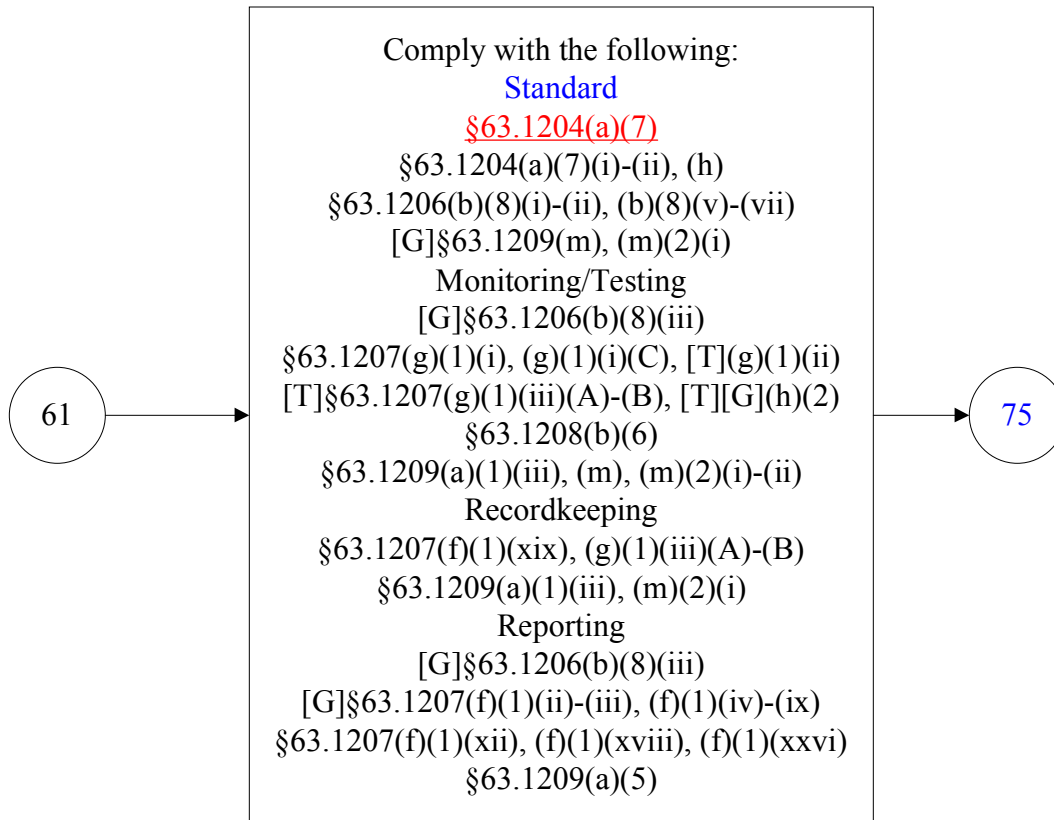 Comply with the following:
Standard
§63.1204(a)(7)
§63.1204(a)(7)(i)-(ii), (h)
§63.1206(b)(8)(i)-(ii), (b)(8)(v)-(vii)
[G]§63.1209(m), (m)(2)(i)
Monitoring/Testing
[G]§63.1206(b)(8)(iii)
§63.1207(g)(1)(i), (g)(1)(i)(C), [T](g)(1)(ii)
[T]§63.1207(g)(1)(iii)(A)-(B), [T][G](h)(2)
§63.1208(b)(6)
§63.1209(a)(1)(iii), (m), (m)(2)(i)-(ii)
Recordkeeping
§63.1207(f)(1)(xix), (g)(1)(iii)(A)-(B)
§63.1209(a)(1)(iii), (m)(2)(i)
Reporting
[G]§63.1206(b)(8)(iii)
[G]§63.1207(f)(1)(ii)-(iii), (f)(1)(iv)-(ix)
§63.1207(f)(1)(xii), (f)(1)(xviii), (f)(1)(xxvi)
§63.1209(a)(5)
61
75